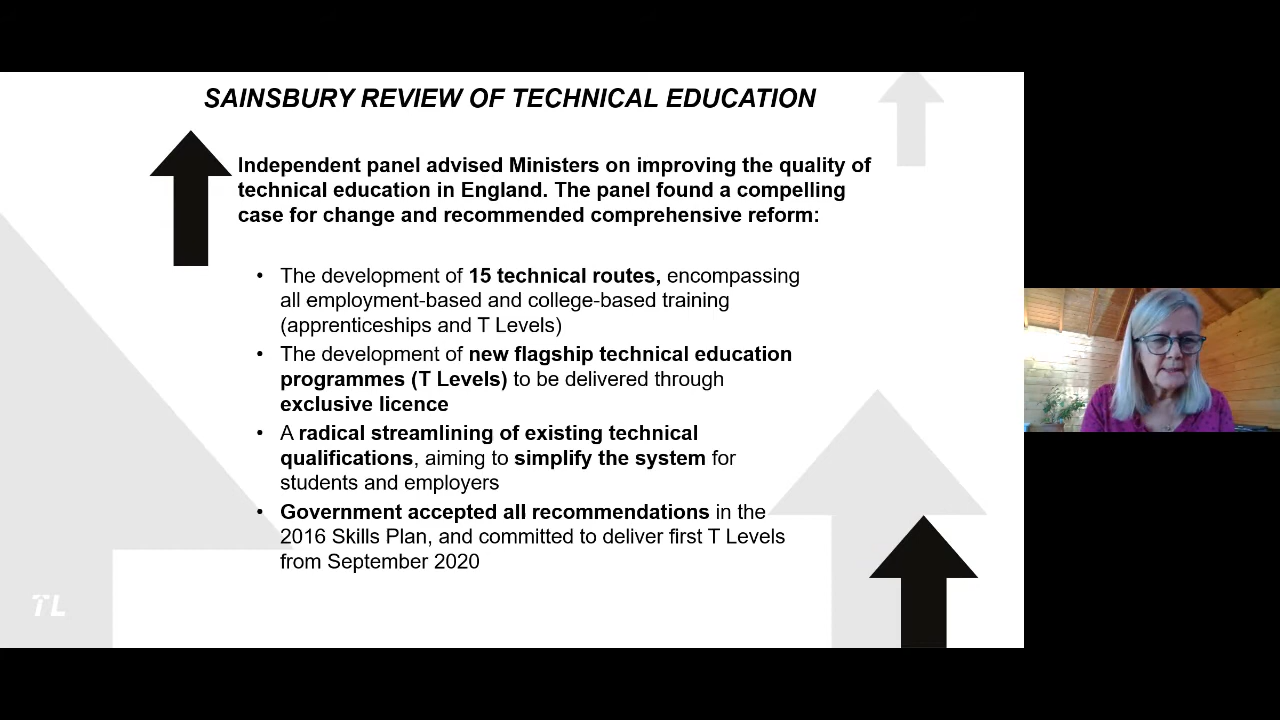 SAINSBURY REVIEW OF TECHNICAL EDUCATION
Independent panel advised Ministers on improving the quality of
technical education in England. The panel found a compelling
case for change and recommended comprehensive reform:
• The development of 15 technical routes, encompassing
all employment-based and college-based training
(apprenticeships and T Levels)
• The development of new flagship technical education
programmes (T Levels) to be delivered through
exclusive licence
• A radical streamlining of existing technical
qualifications, aiming to simplify the system for
students and employers
• Government accepted all recommendations in the
2016 Skills Plan, and committed to deliver first T Levels
from September 2020
TL